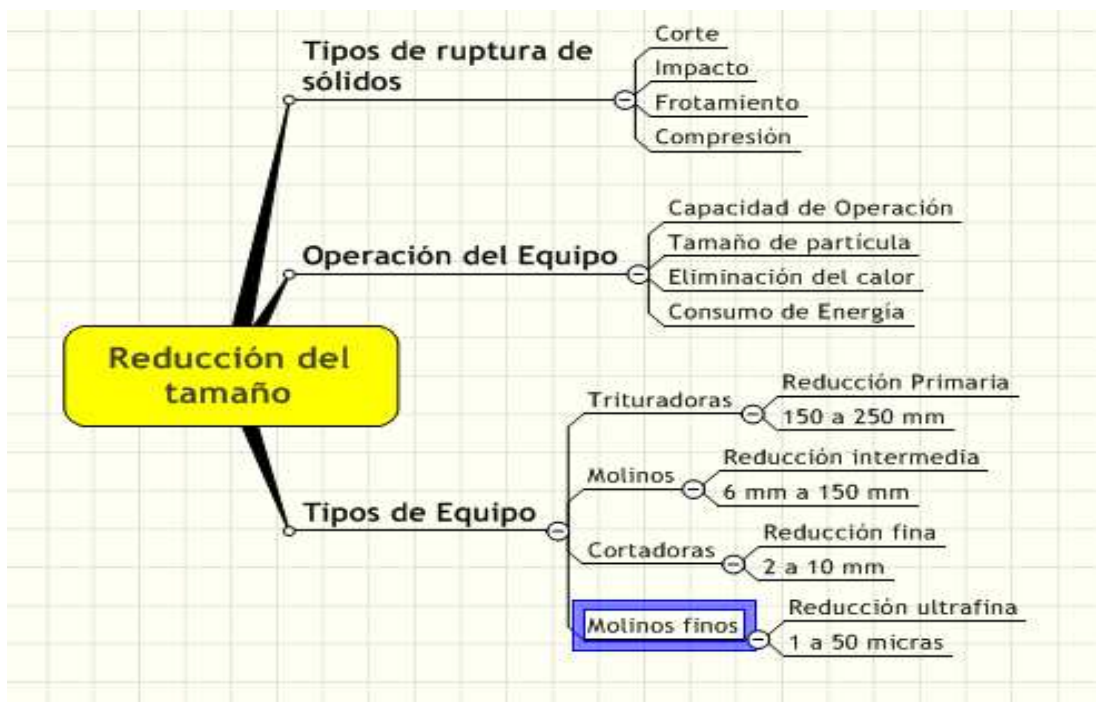 Reducción del
tamaño
Tipos de ruptura de
sólidos
Corte
Impacto
Frotamiento
Compresión
Operación del Equipo
Capacidad de Operación
Tamaño de partícula
Eliminación del calor
Consumo de Energía
Tipos de Equipo
Trituradoras
Reducción Primaria
150 a 250 mm
Molinos
Reducción intermedia
6 mm a 150 mm
Cortadoras
Reducción fina
2 a 10 mm
Molinos finos
Reducción ultrafina
1 a 50 micras